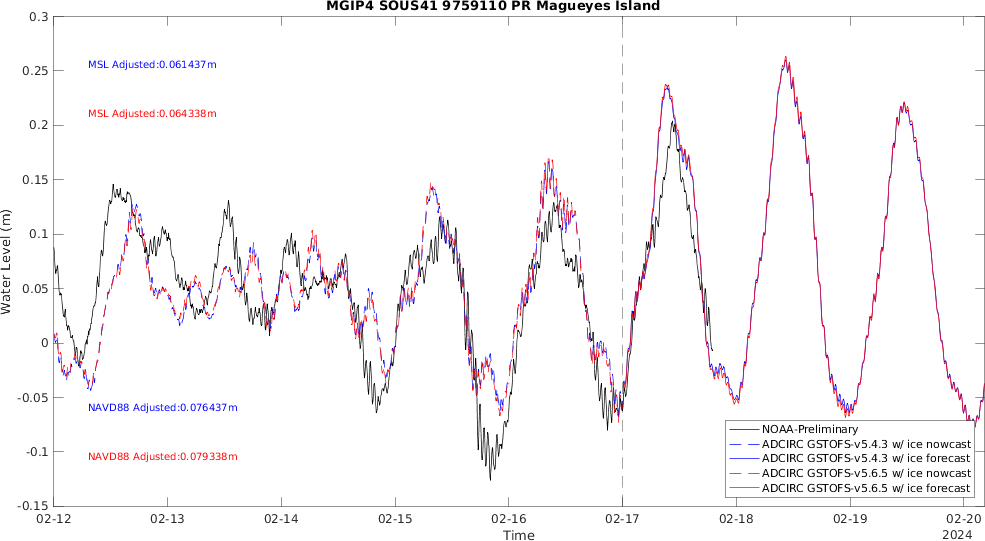 MGIP4 SOUS41 9759110 PR Magueyes Island
Water Level (m)
0.3
0.25
0.2
0.15
0.1
0.05
0
-0.05
-0.1
-0.15
MSL Adjusted:0.061437m
MSL Adjusted:0.064338m
NAVD88 Adjusted:0.076437m
NAVD88 Adjusted:0.079338m
NOAA-Preliminary
ADCIRC GSTOFS-v5.4.3 w/ ice nowcast
ADCIRC GSTOFS-v5.4.3 w/ ice forecast
ADCIRC GSTOFS-v5.6.5 w/ ice nowcast
ADCIRC GSTOFS-v5.6.5 w/ ice forecast
02-12 02-13 02-14 02-15 02-16 02-17 02-18 02-19 02-20
Time
2024